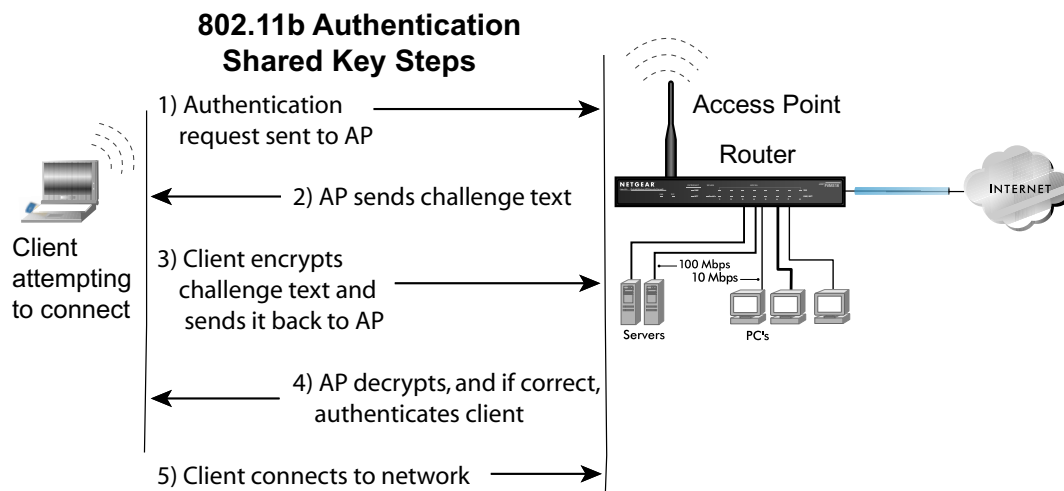 802.11b Authentication
Shared Key Steps
1) Authentication
request sent to AP
2) AP sends challenge text
3) Client encrypts
challenge text and
sends it back to AP
4) AP decrypts, and if correct,
authenticates client
5) Client connects to network
Client
attempting
to connect
Access Point
Router
NETGEAR
INTERNET
100 Mbps
10 Mbps
Servers
PC's